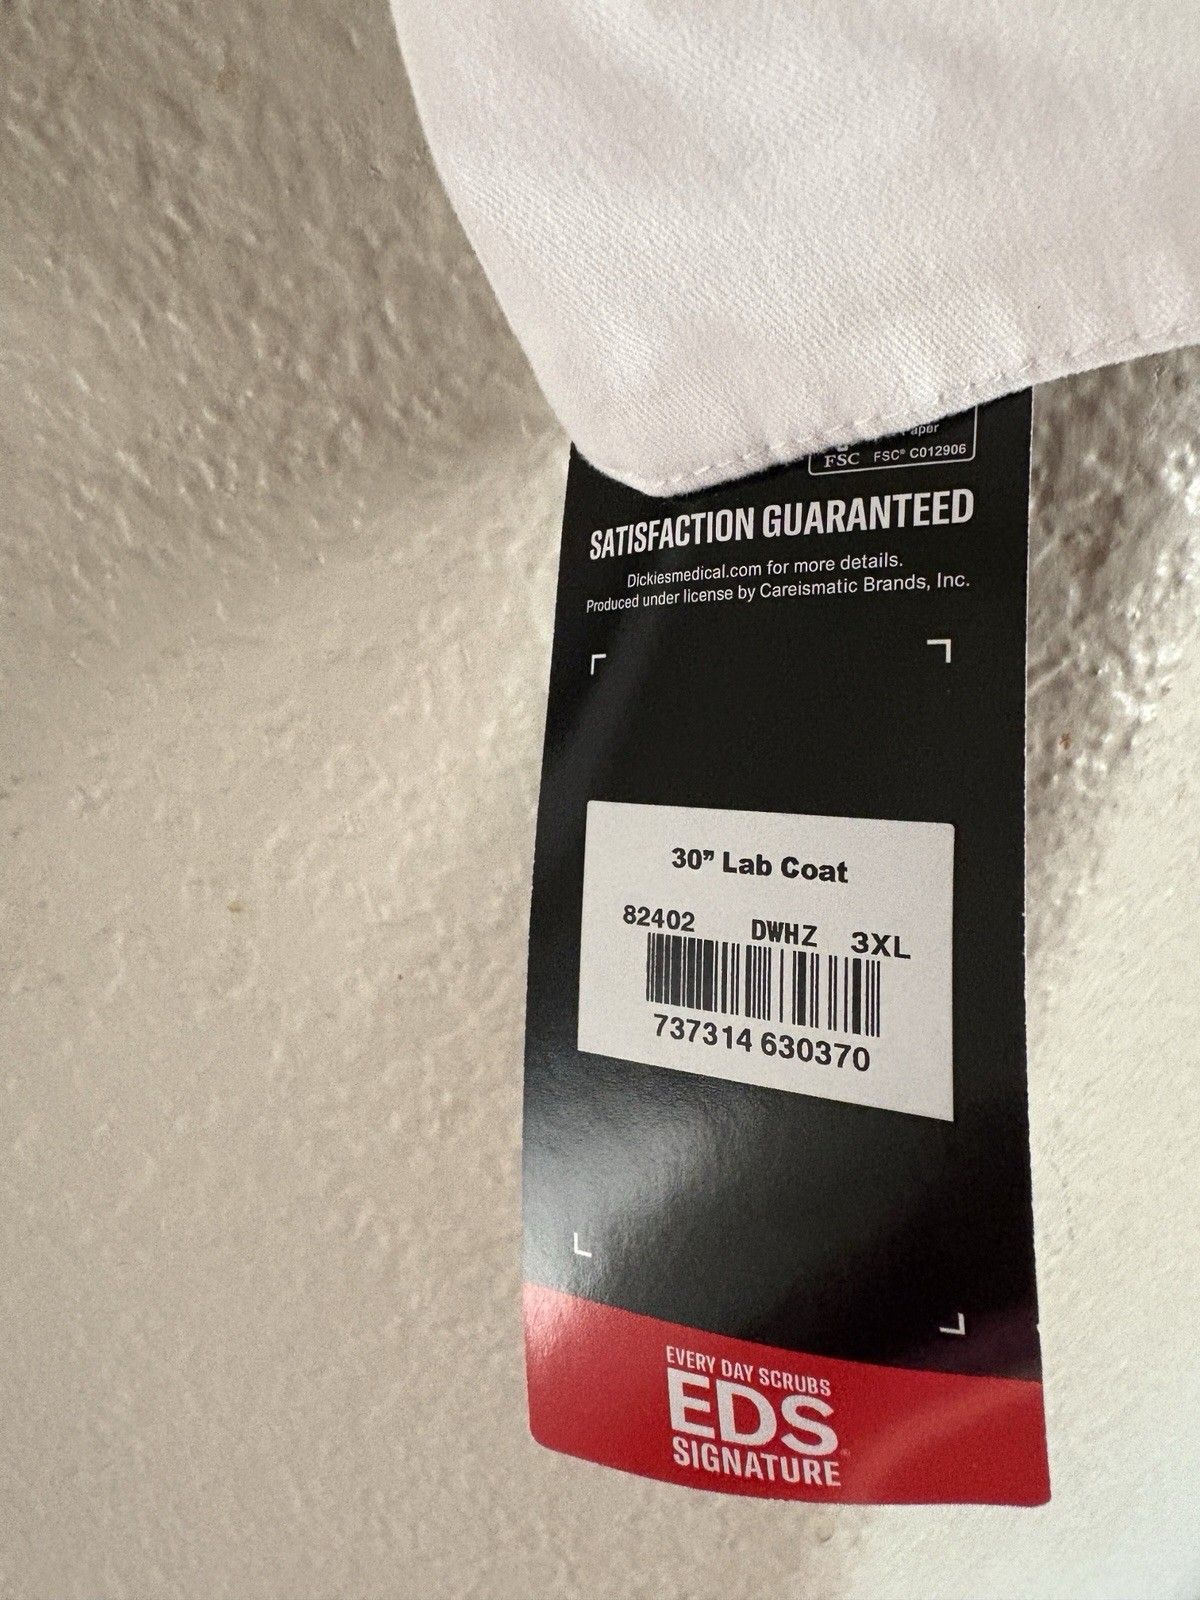 FSC FSC® C012906
SATISFACTION GUARANTEED
Dickiesmedical.com for more details.
Produced under license by Careismatic Brands, Inc.
30” Lab Coat
82402 DWHZ 3XL
737314 630370
EVERY DAY SCRUBS
EDS
SIGNATURE